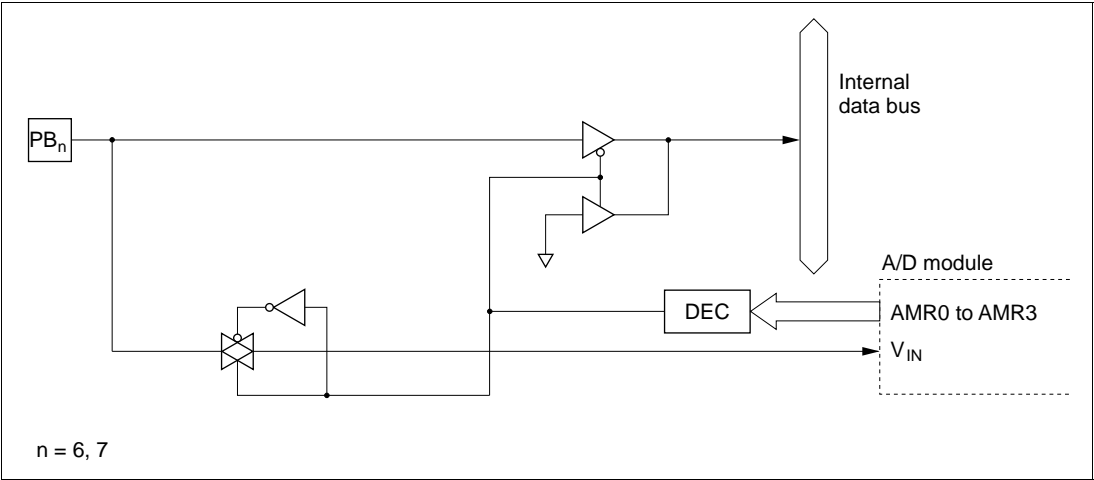 Internal
data bus
PBn
A/D module
DEC
AMR0 to AMR3
VIN
n = 6, 7